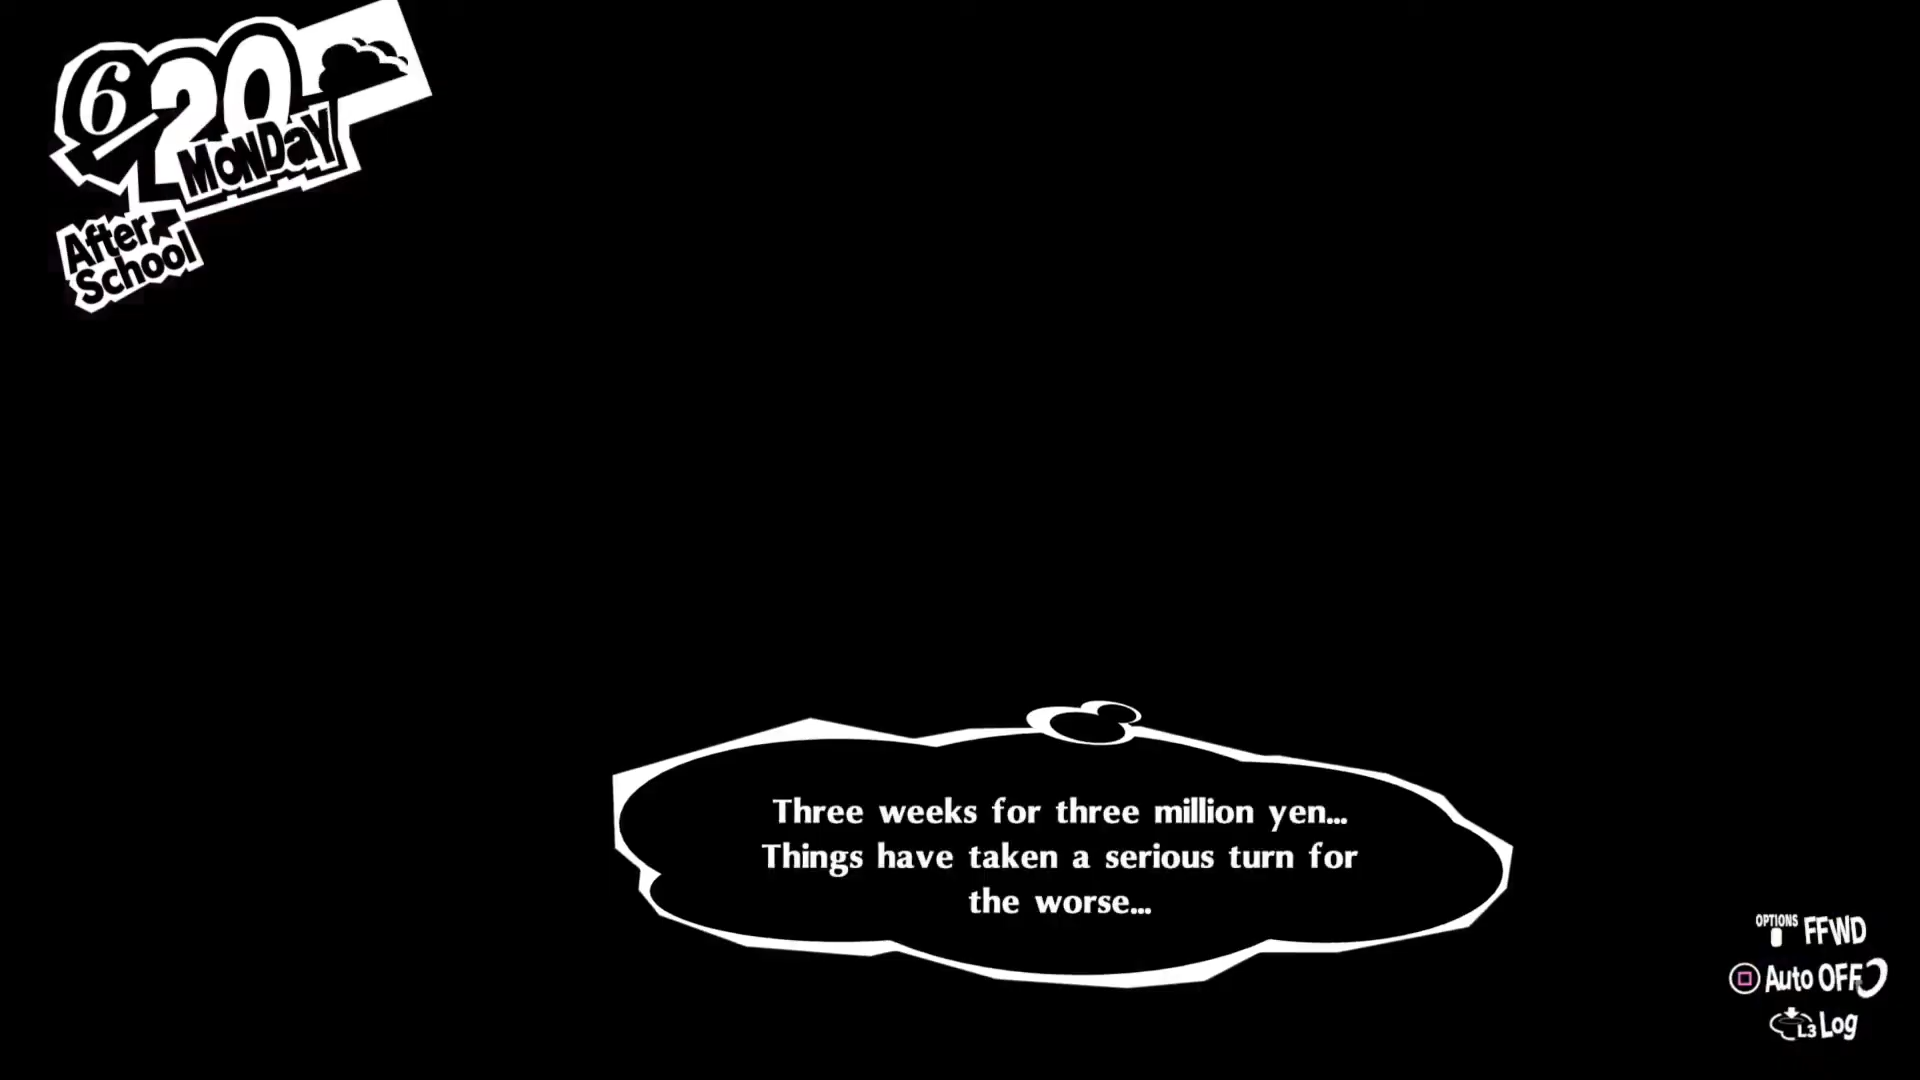 6/20
MONDaY
After
School
Three weeks for three million yen...
Things have taken a serious turn for
the worse...
OPTIONS FFWD
Auto OFF
L3 Log